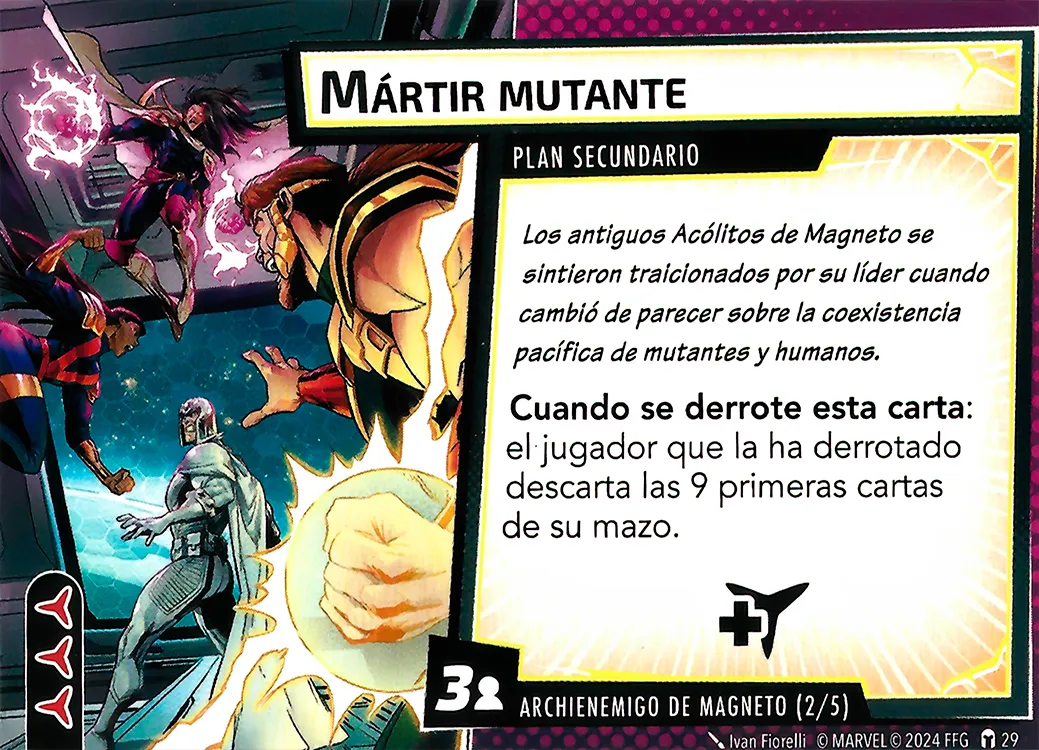 MÁRTIR MUTANTE
PLAN SECUNDARIO
Los antiguos Acólitos de Magneto se
sintieron traicionados por su líder cuando
cambió de parecer sobre la coexistencia
pacífica de mutantes y humanos.
Cuando se derrote esta carta:
el jugador que la ha derrotado
descarta las 9 primeras cartas
de su mazo.
3
ARCHIENEMIGO DE MAGNETO (2/5)
Ivan Fiorelli © MARVEL © 2024 FFG 29